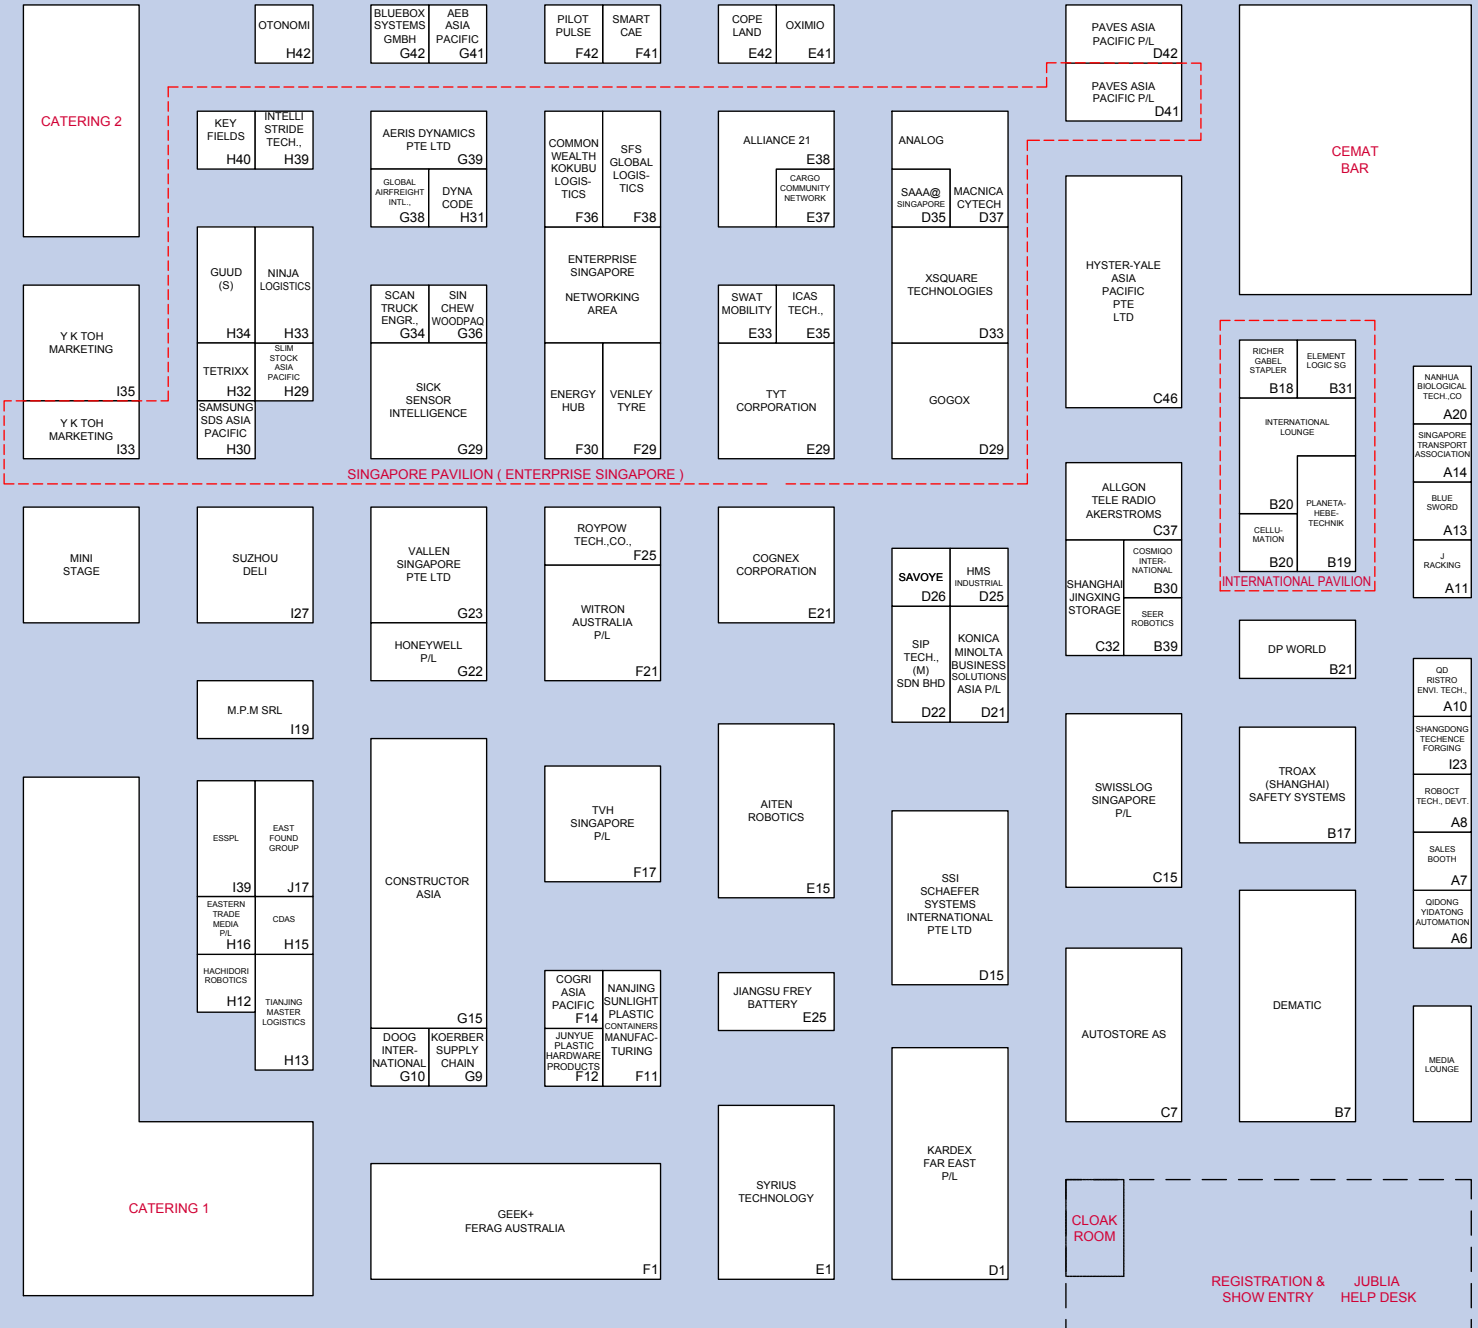 OTONOMI
H42
BLUEBOX
SYSTEMS
GMBH
G42
AEB
ASIA
PACIFIC
G41
PILOT
PULSE
F42
SMART
CAE
F41
COPE
LAND
E42
OXIMIO
E41
PAVES ASIA
PACIFIC P/L
D42
PAVES ASIA
PACIFIC P/L
D41
CATERING 2
CEMAT
BAR
KEY
FIELDS
H40
INTELLI
STRIDE
TECH.,
H39
AERIS DYNAMICS
PTE LTD
G39
GLOBAL
AIRFREIGHT
INTL.,
G38
DYNA
CODE
H31
COMMON
WEALTH
KOKUBU
LOGIS-
TICS
F36
SFS
GLOBAL
LOGIS-
TICS
F38
ALLIANCE 21
E38
CARGO
COMMUNITY
NETWORK
E37
ANALOG
SAAA@
SINGAPORE
D35
MACNICA
CYTECH
D37
HYSTER-YALE
ASIA
PACIFIC
PTE
LTD
C46
GUUD
(S)
H34
NINJA
LOGISTICS
H33
ENTERPRISE
SINGAPORE
NETWORKING
AREA
XSQUARE
TECHNOLOGIES
D33
Y K TOH
MARKETING
I35
SCAN
TRUCK
ENGR.,
G34
SIN
CHEW
WOODPAQ
G36
SWAT
MOBILITY
E33
ICAS
TECH.,
E35
TETRIXX
H32
SLIM
STOCK
ASIA
PACIFIC
H29
SICK
SENSOR
INTELLIGENCE
G29
ENERGY
HUB
F30
VENLEY
TYRE
F29
TYT
CORPORATION
E29
GOGOX
D29
RICHER
GABEL
STAPLER
B18
ELEMENT
LOGIC SG
B31
NANHUA
BIOLOGICAL
TECH.,CO
A20
Y K TOH
MARKETING
I33
SAMSUNG
SDS ASIA
PACIFIC
H30
INTERNATIONAL
LOUNGE
B20
SINGAPORE
TRANSPORT
ASSOCIATION
A14
SINGAPORE PAVILION ( ENTERPRISE SINGAPORE )
ALLGON
TELE RADIO
AKERSTROMS
C37
PLANETA-
HEBE-
TECHNIK
B19
CELLU-
MATION
B20
BLUE
SWORD
A13
J
RACKING
A11
INTERNATIONAL PAVILION
MINI
STAGE
SUZHOU
DELI
I27
VALLEN
SINGAPORE
PTE LTD
G23
ROYPOW
TECH.,CO.,
F25
COGNEX
CORPORATION
E21
SAVOYE
D26
HMS
INDUSTRIAL
D25
SHANGHAI
JINGXING
STORAGE
C32
COSMIQO
INTER-
NATIONAL
B30
SEER
ROBOTICS
B39
WITRON
AUSTRALIA
P/L
F21
HONEYWELL
P/L
G22
SIP
TECH.,
(M)
SDN BHD
D22
KONICA
MINOLTA
BUSINESS
SOLUTIONS
ASIA P/L
D21
DP WORLD
B21
QD
RISTRO
ENVI. TECH.,
A10
M.P.M SRL
I19
SHANGDONG
TECHENCE
FORGING
I23
CONSTRUCTOR
ASIA
G15
TVH
SINGAPORE
P/L
F17
AITEN
ROBOTICS
E15
SWISSLOG
SINGAPORE
P/L
C15
TROAX
(SHANGHAI)
SAFETY SYSTEMS
B17
ROBOCT
TECH., DEVT.
A8
SALES
BOOTH
A7
ESSPL
I39
EAST
FOUND
GROUP
J17
SSI
SCHAEFER
SYSTEMS
INTERNATIONAL
PTE LTD
D15
EASTERN
TRADE
MEDIA
P/L
H16
CDAS
H15
QIDONG
YIDATONG
AUTOMATION
A6
HACHIDORI
ROBOTICS
H12
TIANJING
MASTER
LOGISTICS
H13
COGRI
ASIA
PACIFIC
F14
NANJING
SUNLIGHT
PLASTIC
CONTAINERS
MANUFAC-
TURING
F11
JIANGSU FREY
BATTERY
E25
AUTOSTORE AS
C7
DEMATIC
B7
DOOG
INTER-
NATIONAL
G10
KOERBER
SUPPLY
CHAIN
G9
JUNYUE
PLASTIC
HARDWARE
PRODUCTS
F12
MEDIA
LOUNGE
KARDEX
FAR EAST
P/L
D1
CATERING 1
GEEK+
FERAG AUSTRALIA
F1
SYRIUS
TECHNOLOGY
E1
CLOAK
ROOM
REGISTRATION &
SHOW ENTRY
JUBLIA
HELP DESK